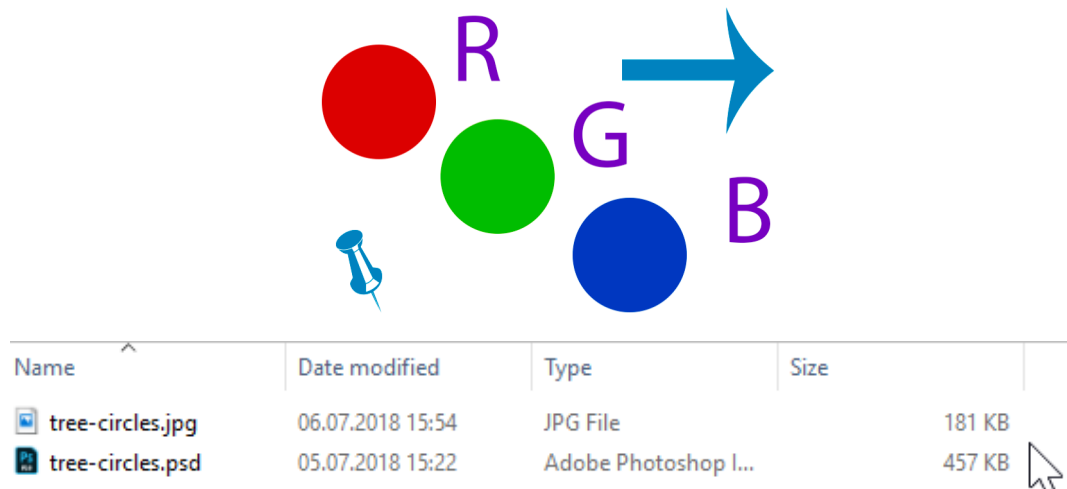 R
G
B
Name Date modified Type Size
tree-circles.jpg 06.07.2018 15:54 JPG File 181 KB
tree-circles.psd 05.07.2018 15:22 Adobe Photoshop I... 457 KB